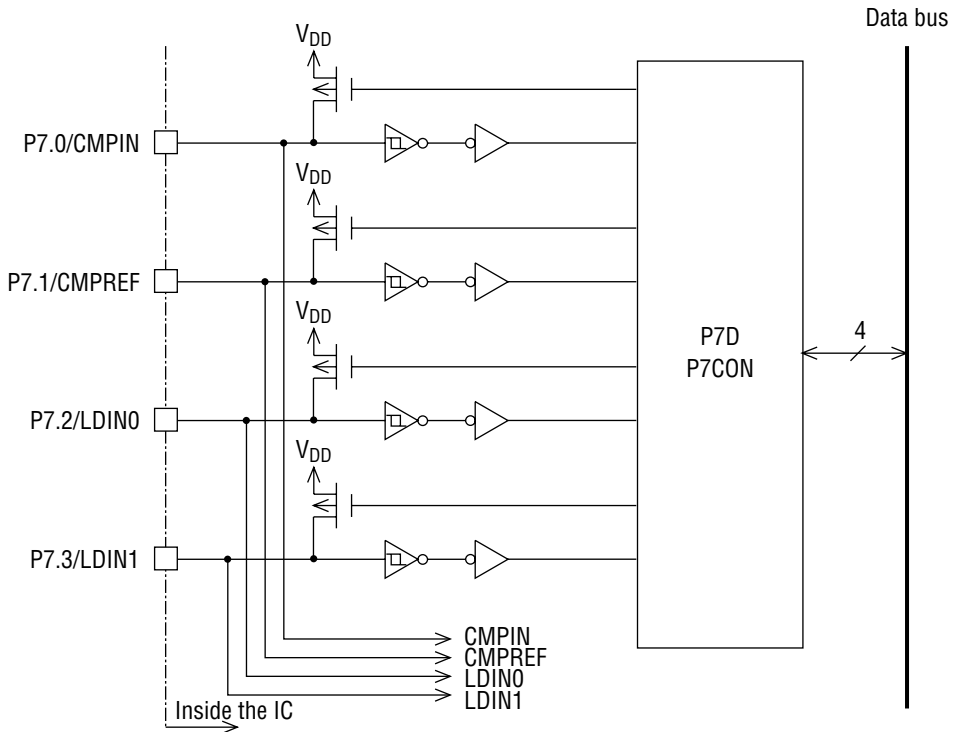 Data bus
VDD
P7.0/CMPIN
VDD
P7.1/CMPREF
VDD
P7D
P7CON
4
P7.2/LDIN0
VDD
P7.3/LDIN1
CMPIN
CMPREF
LDIN0
LDIN1
Inside the IC